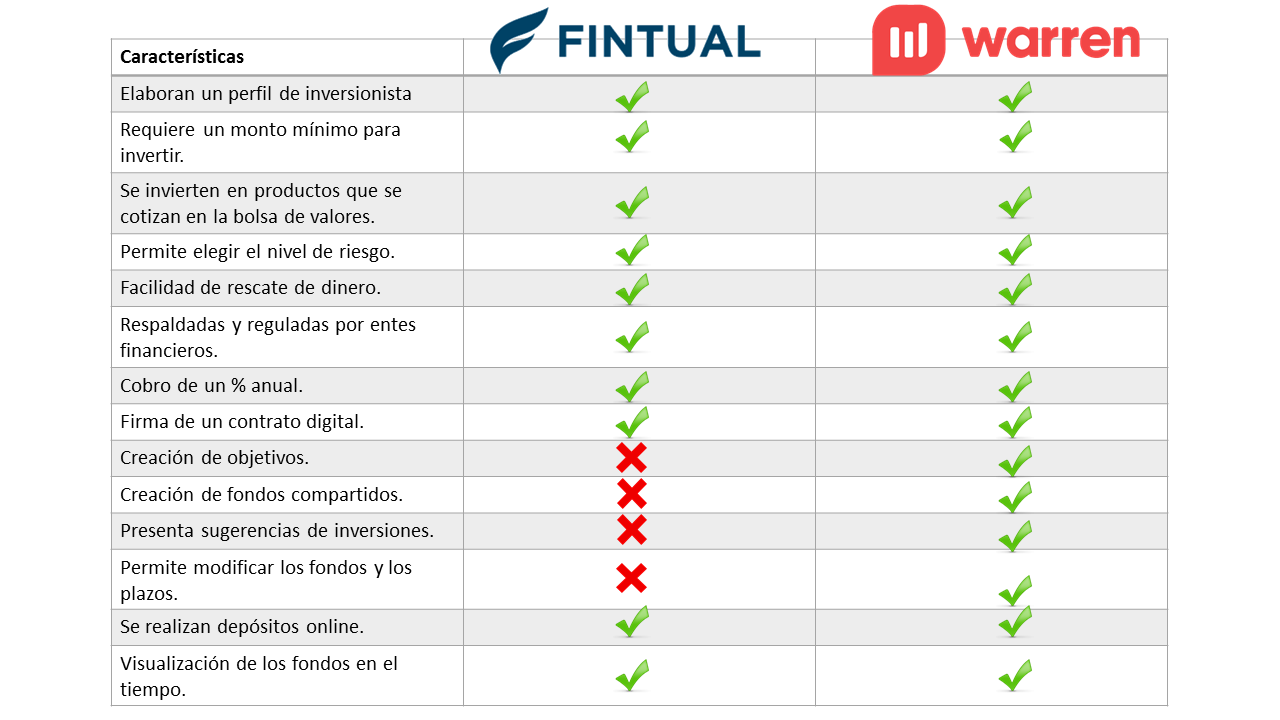 FINTUAL
warren
Característicias
Elaboran un perfil de inversionista
Requiere un monto mínimo para
invertir.
Se invierten en productos que se
cotizan en la bolsa de valores.
Permite elegir el nivel de riesgo.
Facilidad de rescate de dinero.
Respaldadas y reguladas por entes
financieros.
Cobro de un % anual.
Firma de un contrato digital.
Creación de objetivos.
Creación de fondos compartidos.
Presenta sugerencias de inversiones.
Permite modificar los fondos y los
plazos.
Se realizan depósitos online.
Visualización de los fondos en el
tiempo.